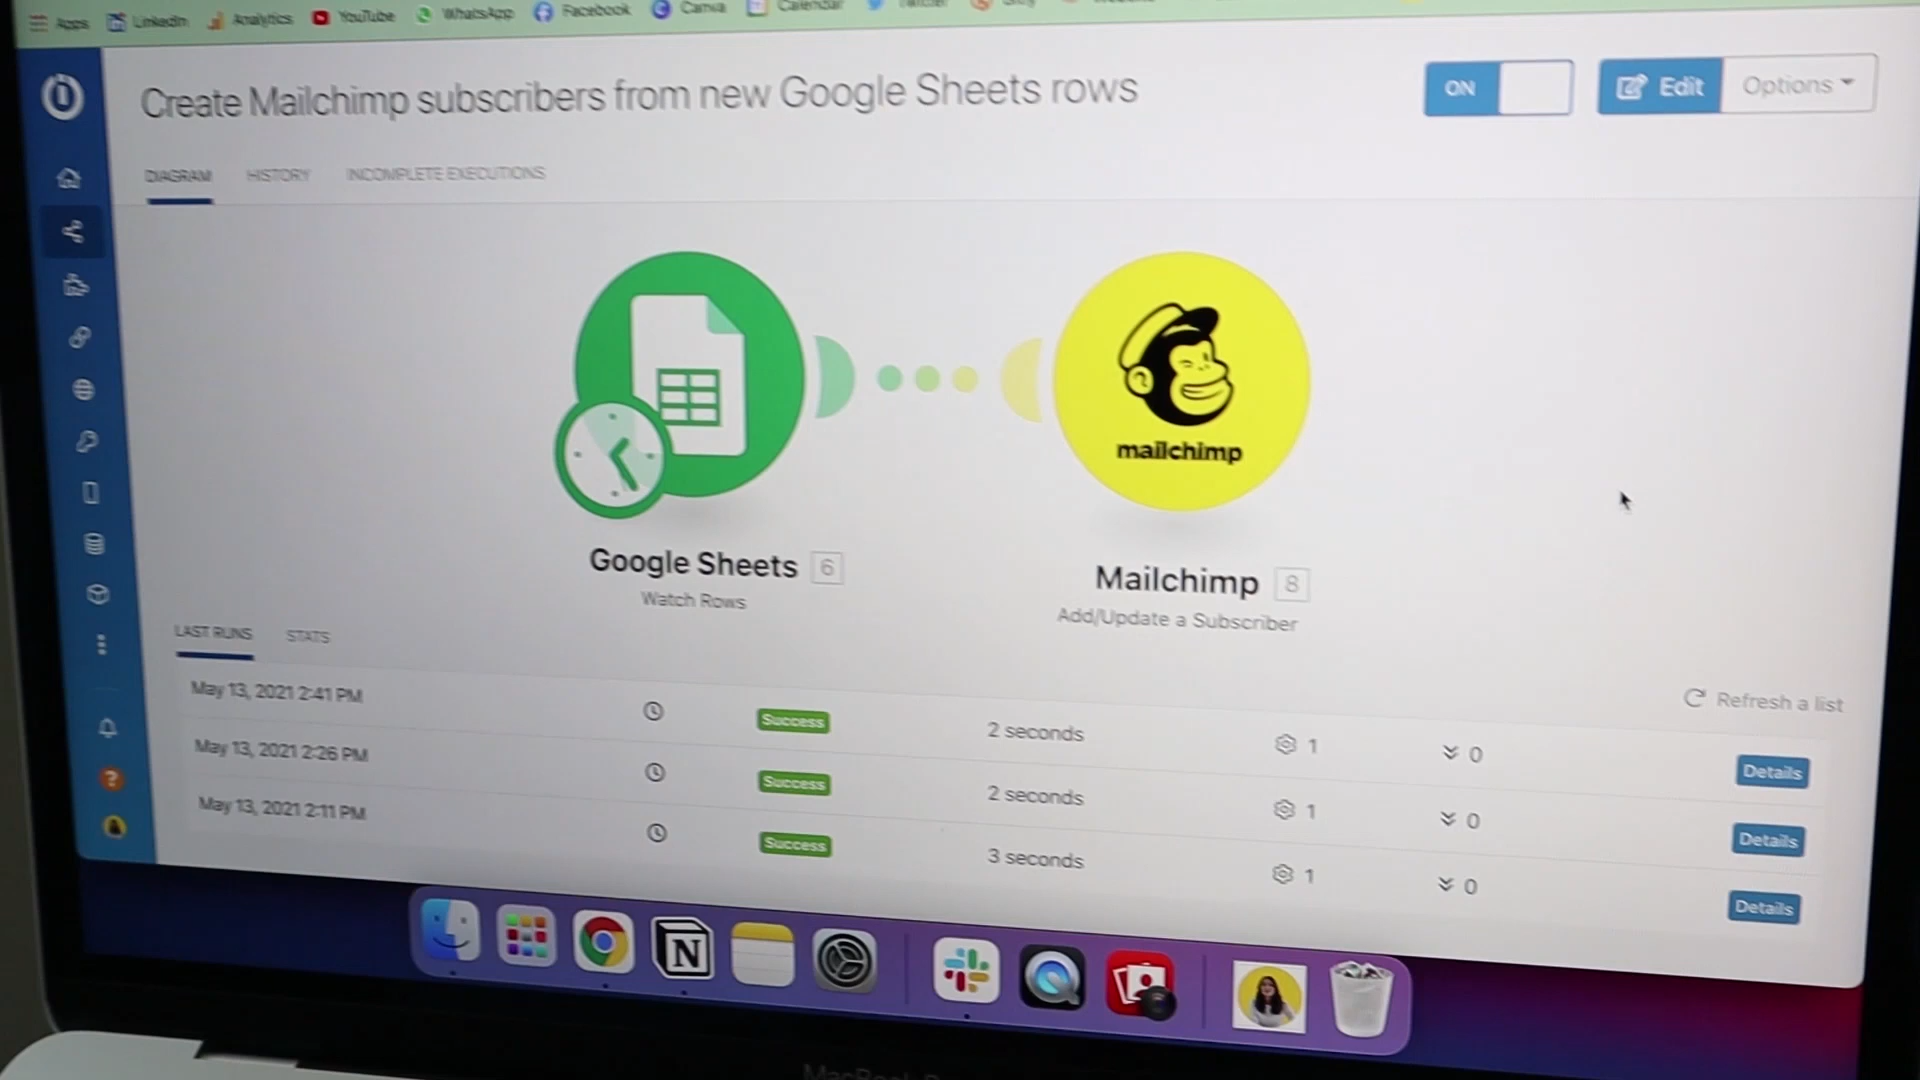 Apps LinkedIn Analytics YouTube WhatsApp Facebook Canva Calendar Twitter
Create Mailchimp subscribers from new Google Sheets rows
ON Edit Options
DIAGRAM HISTORY INCOMPLETE EXECUTIONS
mailchimp
Google Sheets 6
Watch Rows
Mailchimp 8
Add/Update a Subscriber
LAST RUNS STATS
Refresh a list
May 13, 2021 2:41 PM Success 2 seconds 1 0 Details
May 13, 2021 2:26 PM Success 2 seconds 1 0 Details
May 13, 2021 2:11 PM Success 3 seconds 1 0 Details
MacBook